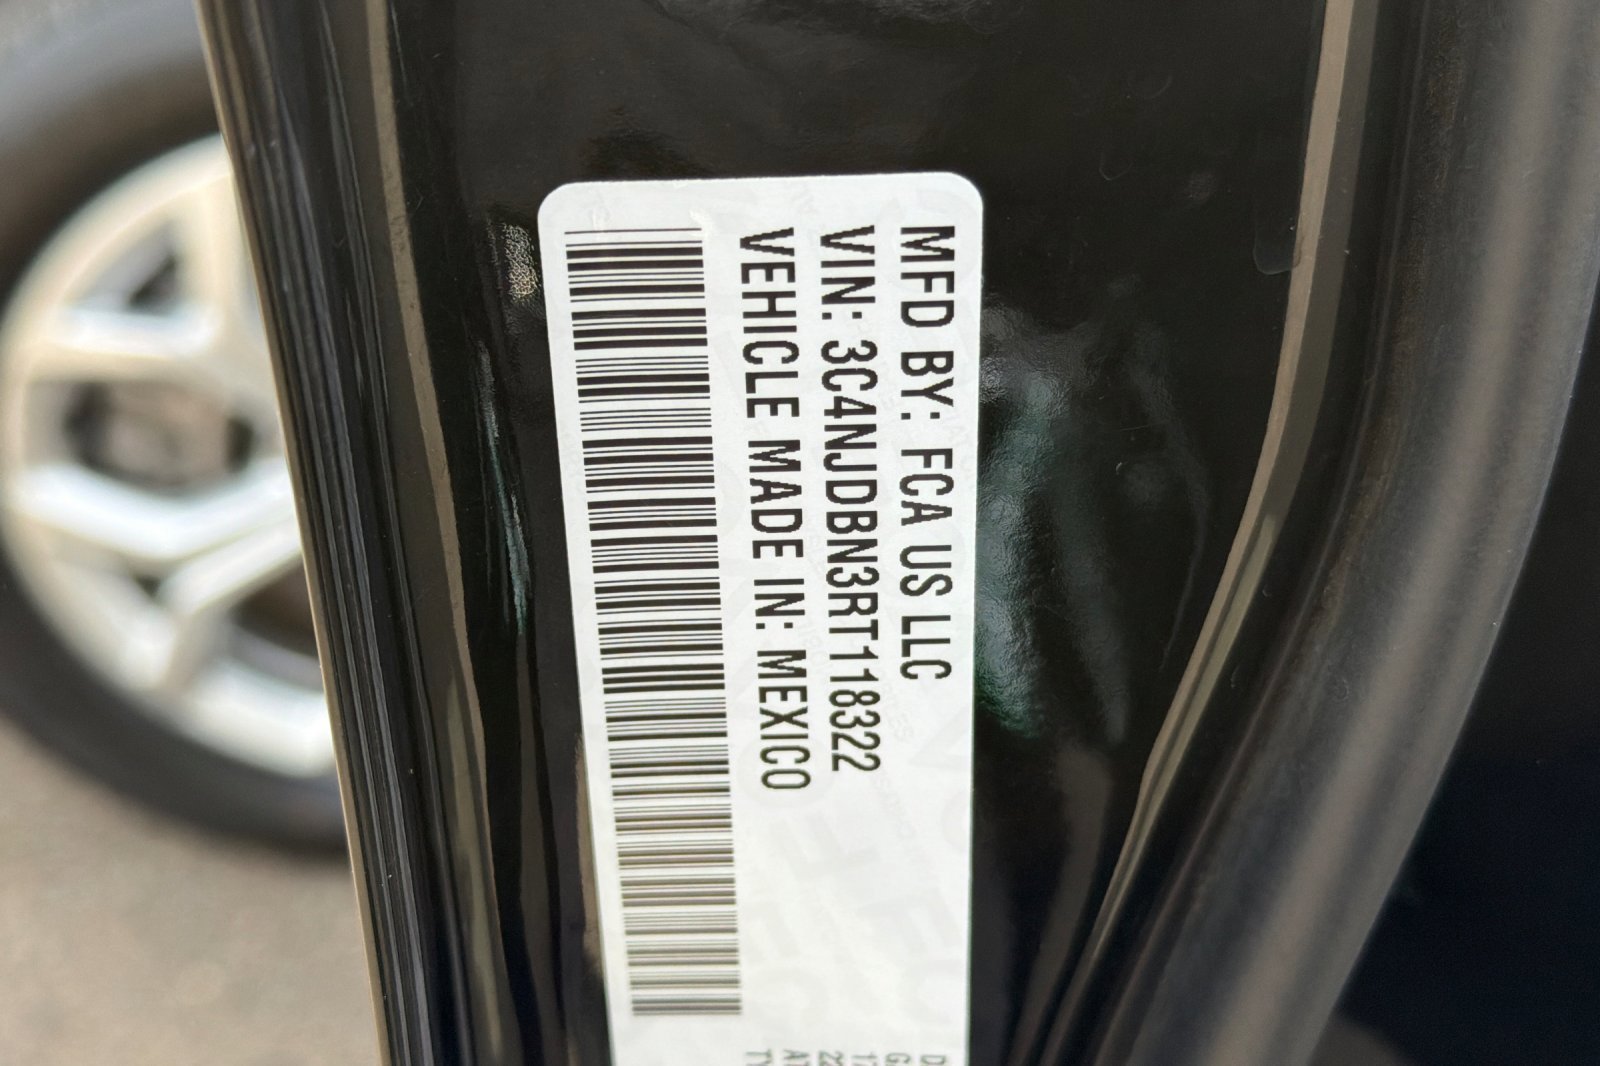 MFD BY: FCA US LLC
VIN: 3C4NJDBN3RT118322
VEHICLE MADE IN: MEXICO